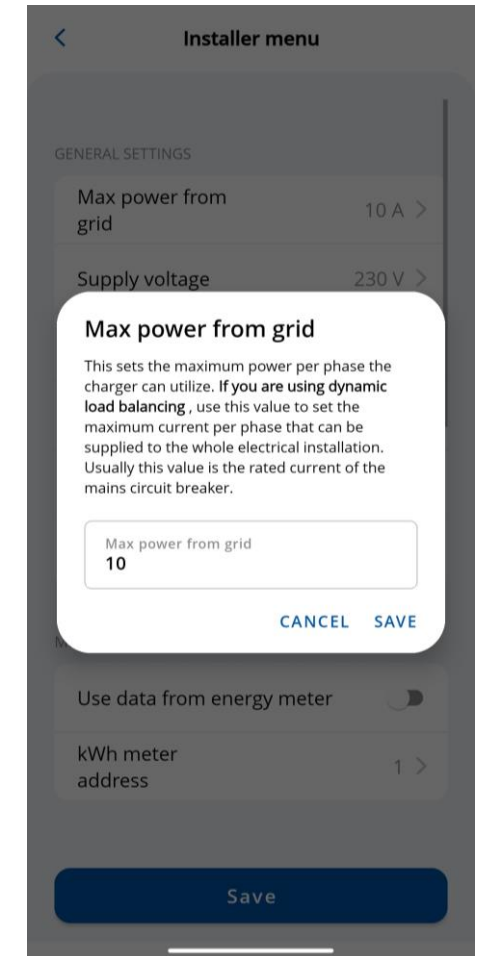 Installer menu
GENERAL SETTINGS
Max power from
grid
10 A
Supply voltage
230 V
Max power from grid
This sets the maximum power per phase the
charger can utilize. If you are using dynamic
load balancing , use this value to set the
maximum current per phase that can be
supplied to the whole electrical installation.
Usually this value is the rated current of the
mains circuit breaker.
Max power from grid
10
CANCEL SAVE
Use data from energy meter
kWh meter
address
1
Save